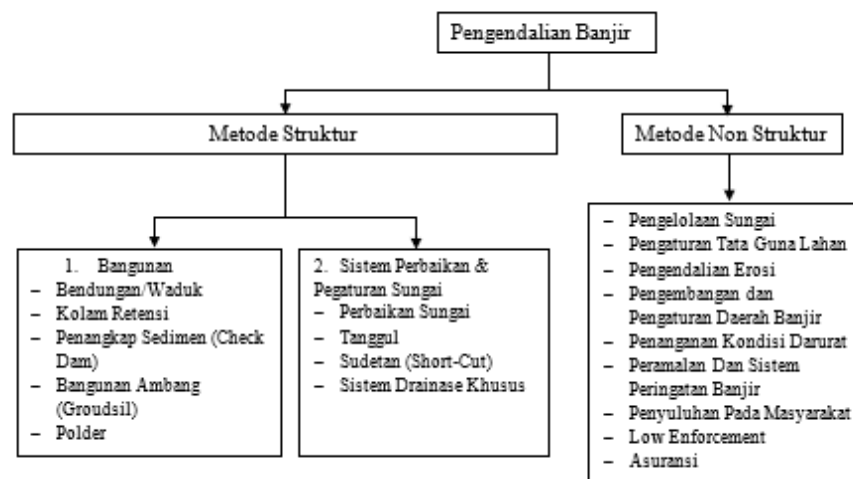 Pengendalian Banjir
Metode Struktur
Metode Non Struktur
1. Bangunan
– Bendungan/Waduk
– Kolam Retensi
– Penangkap Sedimen (Check
Dam)
– Bangunan Ambang
(Groudsil)
– Polder
2. Sistem Perbaikan &
Pegaturan Sungai
– Perbaikan Sungai
– Tanggul
– Sudetan (Short-Cut)
– Sistem Drainase Khusus
– Pengelolaan Sungai
– Pengaturan Tata Guna Lahan
– Pengendalian Erosi
– Pengembangan dan
Pengaturan Daerah Banjir
– Penanganan Kondisi Darurat
– Peramalan Dan Sistem
Peringatan Banjir
– Penyuluhan Pada Masyarakat
– Low Enforcement
– Asuransi